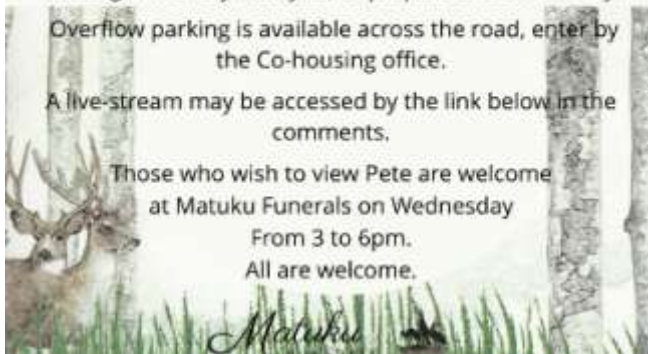 Overflow parking is available across the road, enter by
the Co-housing office.
A live-stream may be accessed by the link below in the
comments.
Those who wish to view Pete are welcome
at Matuku Funerals on Wednesday
From 3 to 6pm.
All are welcome.
Matuku